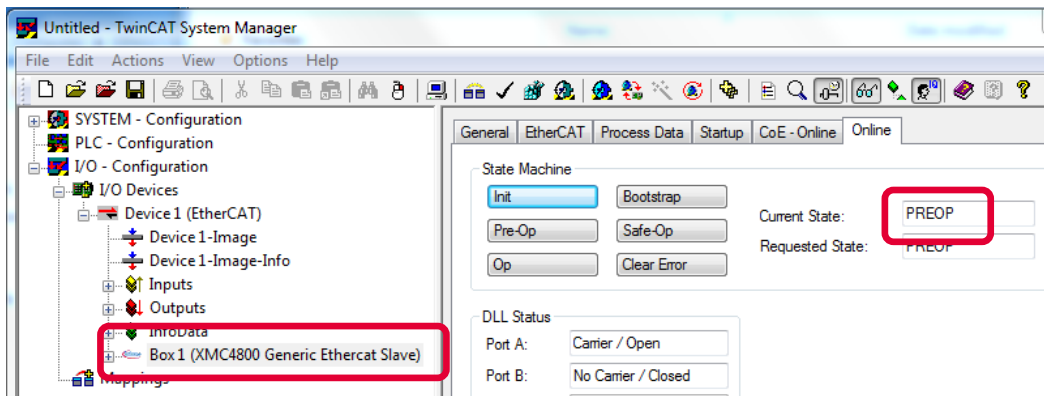 Untitled - TwinCAT System Manager
File Edit Actions View Options Help
SYSTEM - Configuration
PLC - Configuration
I/O - Configuration
I/O Devices
Device 1 (EtherCAT)
Device 1-Image
Device 1-Image-Info
Inputs
Outputs
InfoData
Box 1 (XMC4800 Generic Ethercat Slave)
Mappings
General EtherCAT Process Data Startup CoE - Online Online
State Machine
Init Bootstrap
Pre-Op Safe-Op
Op Clear Error
Current State: PREOP
Requested State: PREOP
DLL Status
Port A: Carrier / Open
Port B: No Carrier / Closed